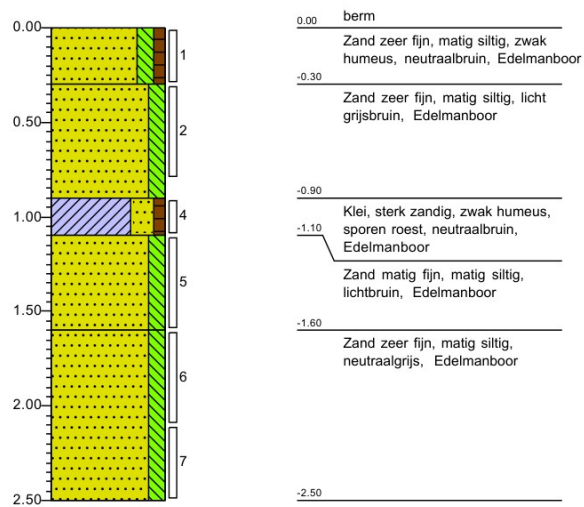 0.00
0.50
1.00
1.50
2.00
2.50
1
2
4
5
6
7
0.00
berm
Zand zeer fijn, matig siltig, zwak
humeus, neutraalbruin, Edelmanboor
-0.30
Zand zeer fijn, matig siltig, licht
grijsbruin, Edelmanboor
-0.90
Klei, sterk zandig, zwak humeus,
sporen roest, neutraalbruin,
Edelmanboor
-1.10
Zand matig fijn, matig siltig,
lichtbruin, Edelmanboor
-1.60
Zand zeer fijn, matig siltig,
neutraalgrijs, Edelmanboor
-2.50